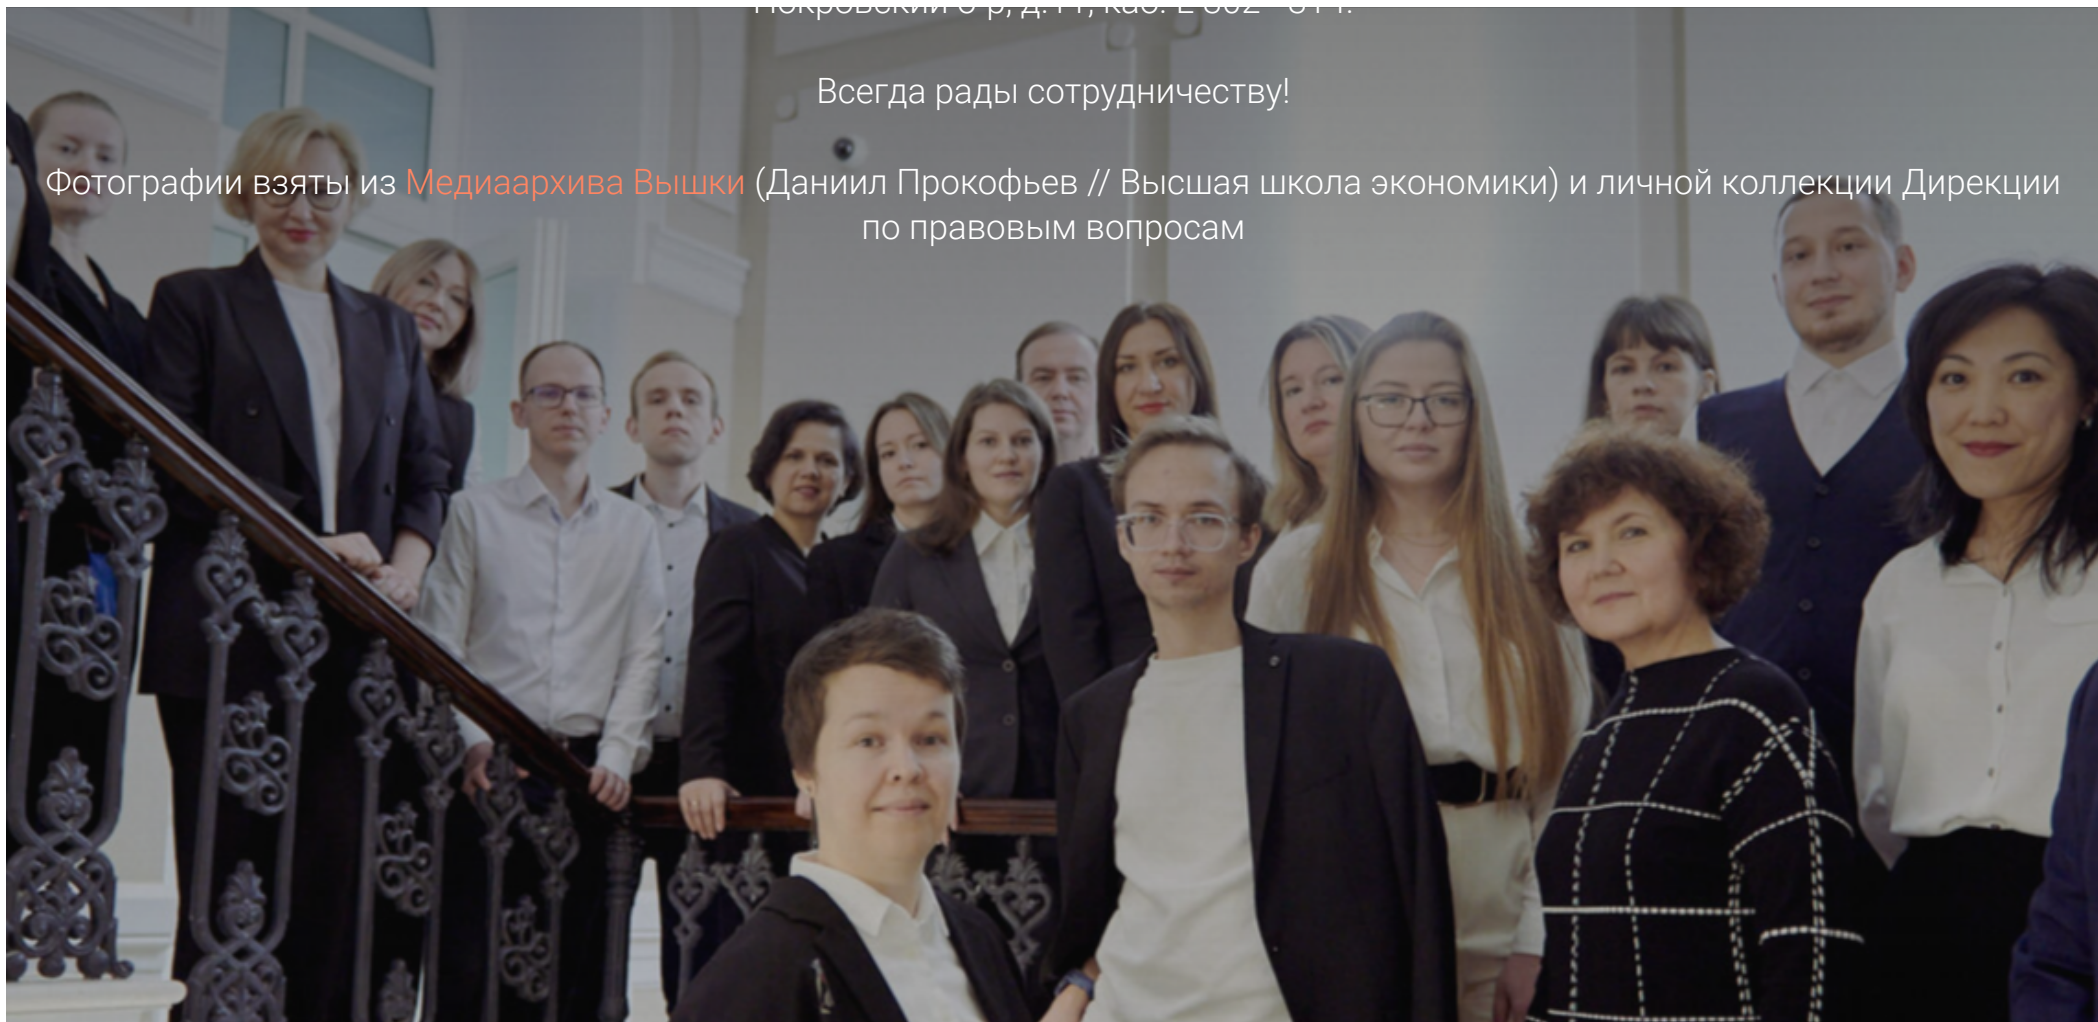 Всегда рады сотрудничеству!
Фотографии взяты из Медиаархива Вышки (Даниил Прокофьев // Высшая школа экономики) и личной коллекции Дирекции
по правовым вопросам